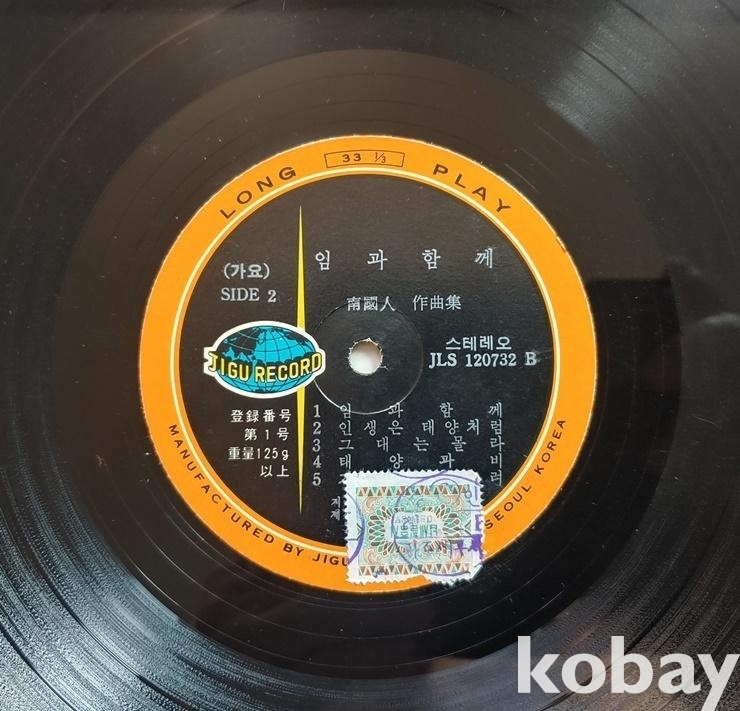 LONG 33 1/3 PLAY
임과함께
(가요)
SIDE 2
南國人 作曲集
스테레오
JLS 120732 B
JIGU RECORD
登録番号
第1号
重量125g
以上
1 임과함께
2 인생은 태양처럼
3 그대는몰라
4 태양과비
5 러
MANUFACTURED BY JIGU
SEOUL KOREA
kobay